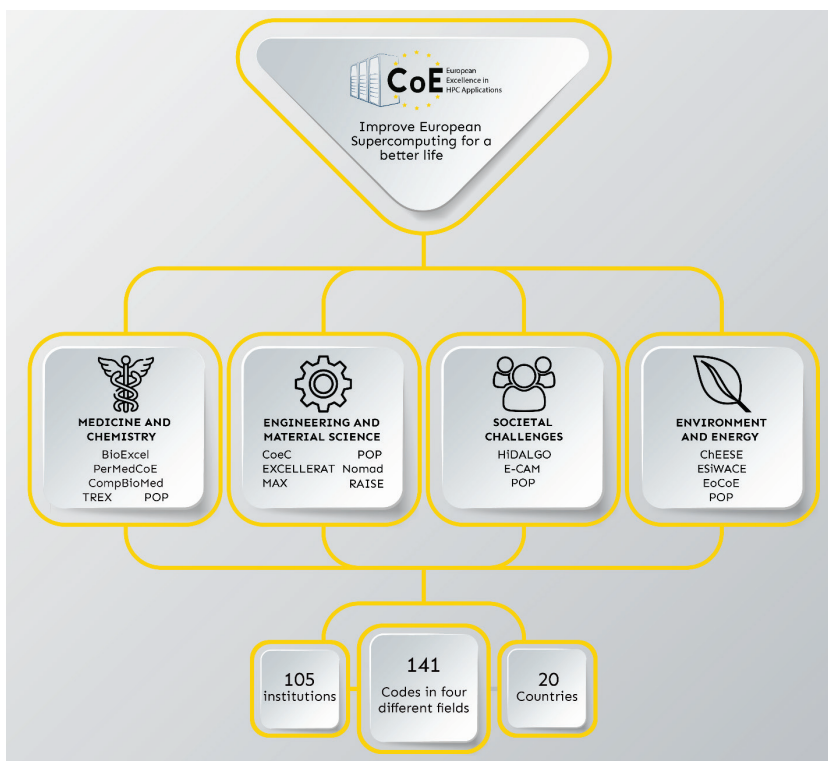 CoE
European
Excellence in
HPC Applications
Improve European
Supercomputing for a
better life
MEDICINE AND
CHEMISTRY
BioExcel
PerMedCoE
CompBioMed
TREX POP
ENGINEERING AND
MATERIAL SCIENCE
CoeC POP
EXCELLERAT Nomad
MAX RAISE
SOCIETAL
CHALLENGES
HiDALGO
E-CAM
POP
ENVIRONMENT
AND ENERGY
ChEESE
ESiWACE
EoCoE
POP
105
institutions
141
Codes in four
different fields
20
Countries